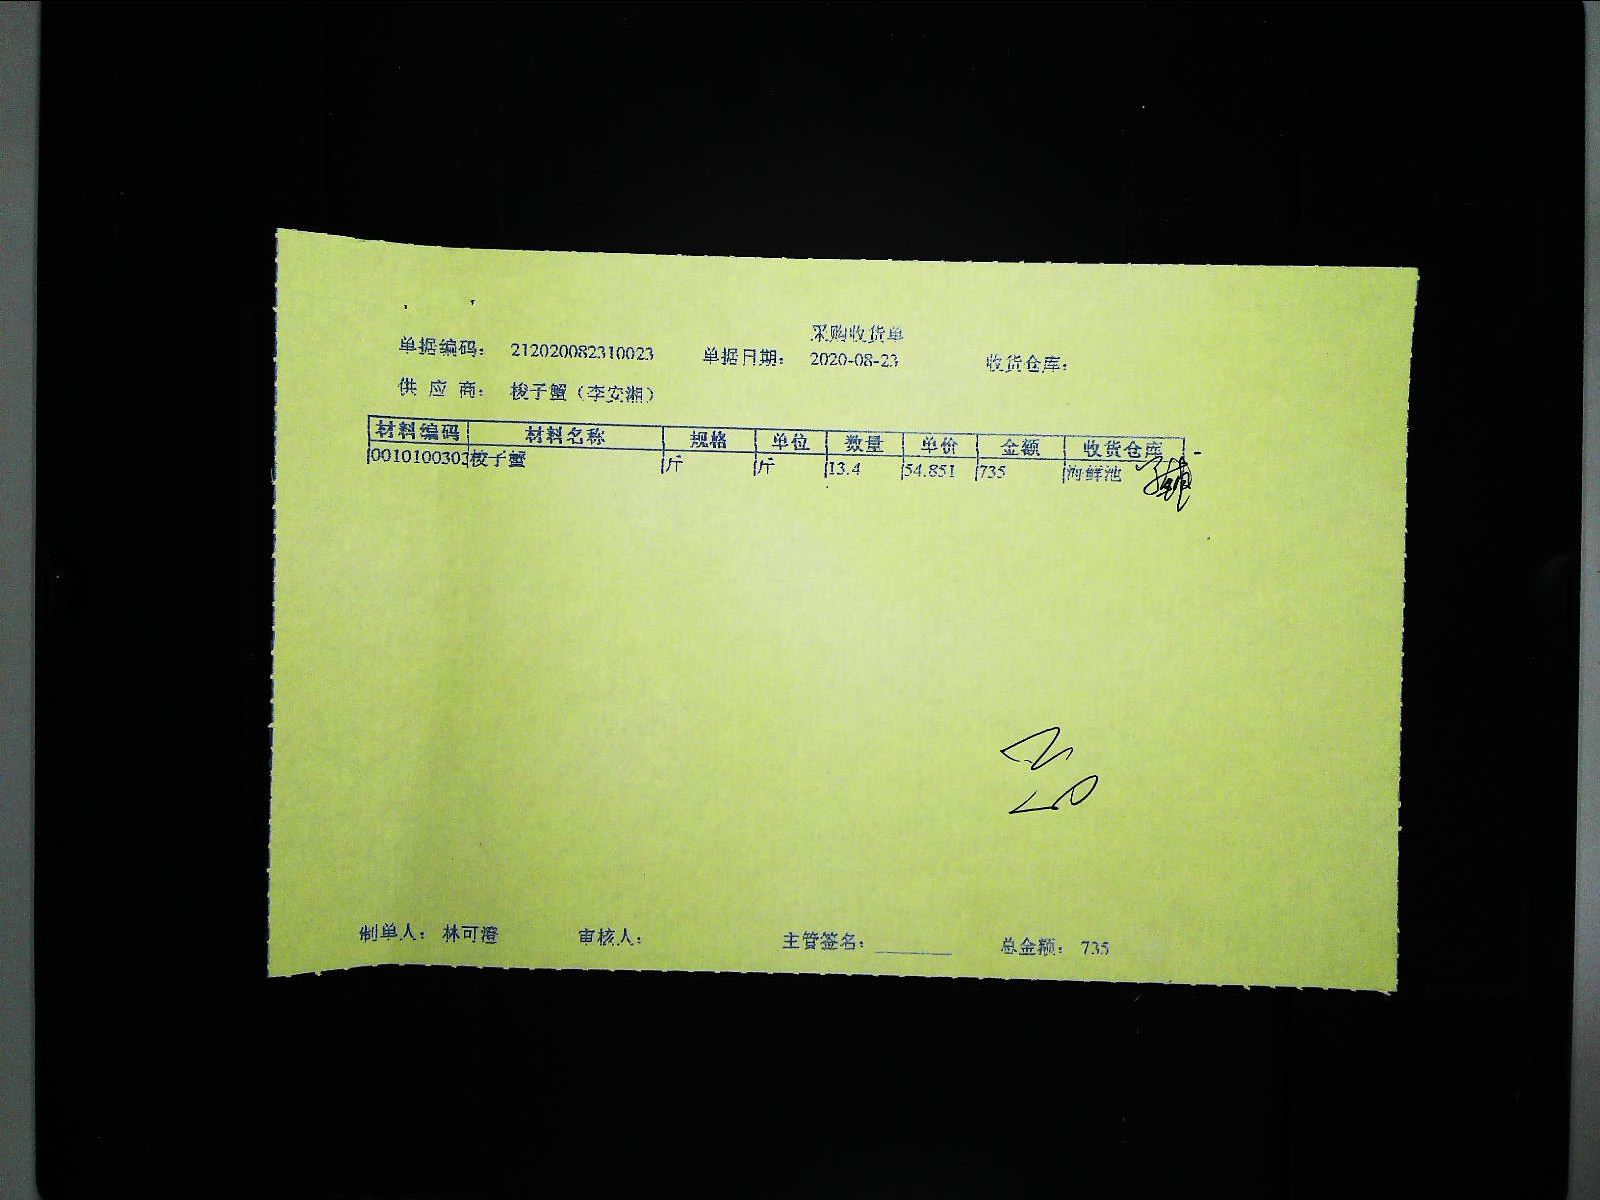 采购收货单
单据编码: 212020082310023 单据日期: 2020-08-23 收货仓库:
供应商: 梭子蟹（李安湘）
材料编码 材料名称 规格 单位 数量 单价 金额 收货仓库
0010100303 梭子蟹 斤 斤 13.4 54.851 735 海鲜池
制单人: 林可澄 审核人: 主管签名: ________ 总金额: 735